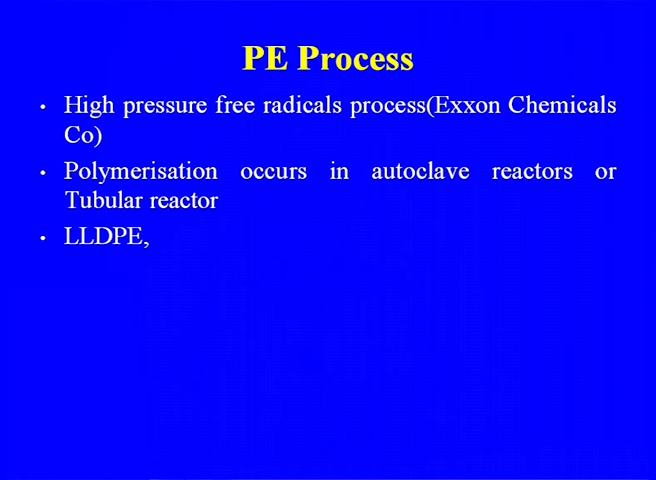 PE Process
• High pressure free radicals process(Exxon Chemicals
Co)
• Polymerisation occurs in autoclave reactors or
Tubular reactor
• LLDPE,